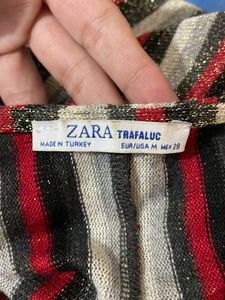 ZARA TRAFALUC
MADE IN TURKEY EUR/USA M MEX 28